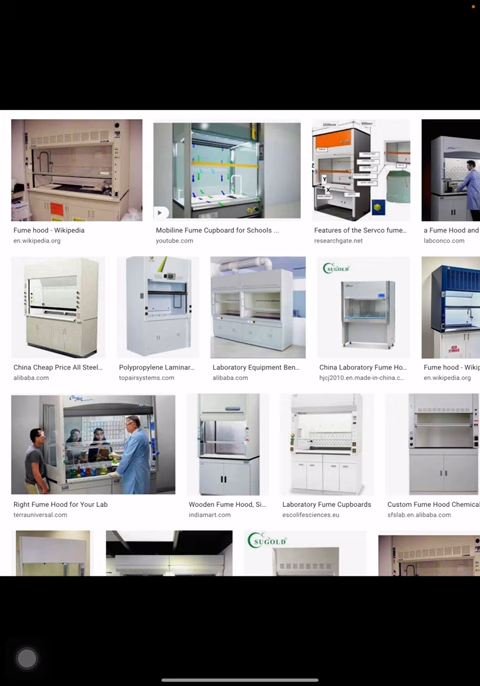 Fume hood - Wikipedia
en.wikipedia.org
Mobiline Fume Cupboard for Schools ...
youtube.com
Features of the Servco fume..
researchgate.net
a Fume Hood and
labconco.com
SUGOLD
China Cheap Price All Steel..
alibaba.com
Polypropylene Laminar..
topairsystems.com
Laboratory Equipment Ben..
alibaba.com
China Laboratory Fume Ho..
hjcj2010.en.made-in-china.c..
Fume hood - Wikip
en.wikipedia.org
Right Fume Hood for Your Lab
terrauniversal.com
Wooden Fume Hood, Si...
indiamart.com
Laboratory Fume Cupboards
escolifesciences.eu
Custom Fume Hood Chemical
sfslab.en.alibaba.com
SUGOLD